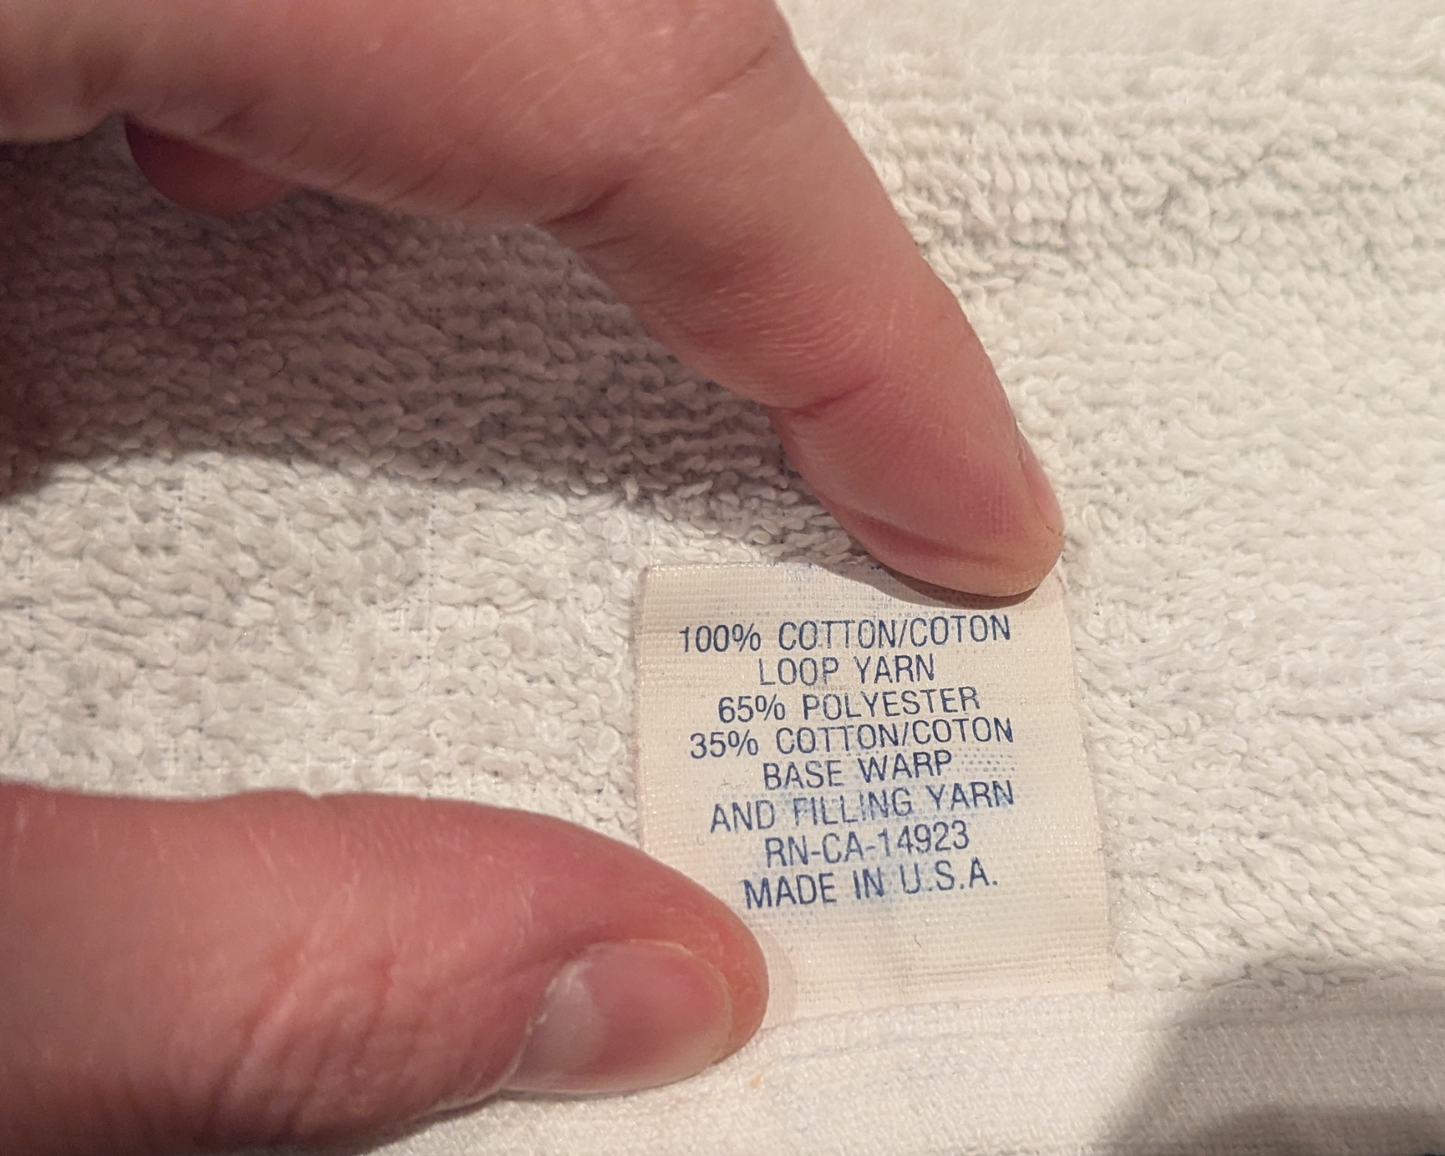 100% COTTON/COTON
LOOP YARN
65% POLYESTER
35% COTTON/COTON
BASE WARP
AND FILLING YARN
RN-CA-14923
MADE IN U.S.A.